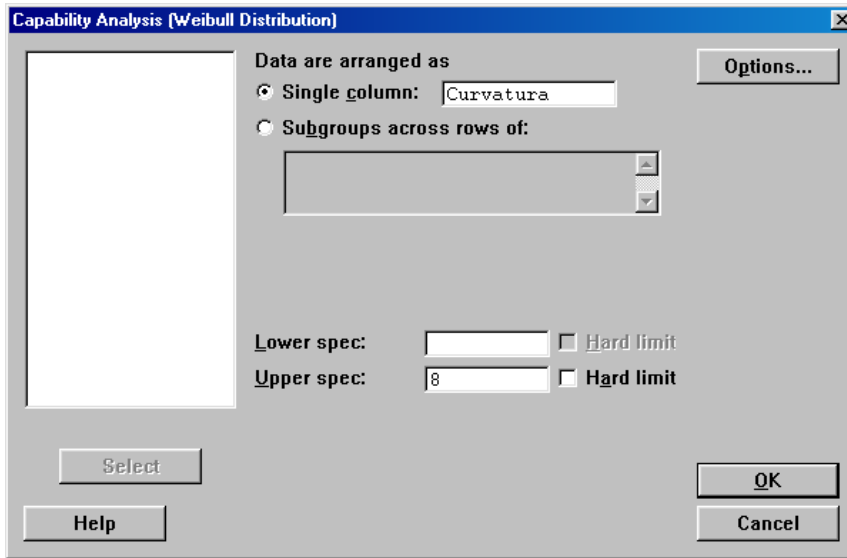 Capability Analysis (Weibull Distribution)
Data are arranged as
Single column: Curvatura
Options...
Subgroups across rows of:
Lower spec: Hard limit
Upper spec: 8 Hard limit
Select
OK
Help
Cancel